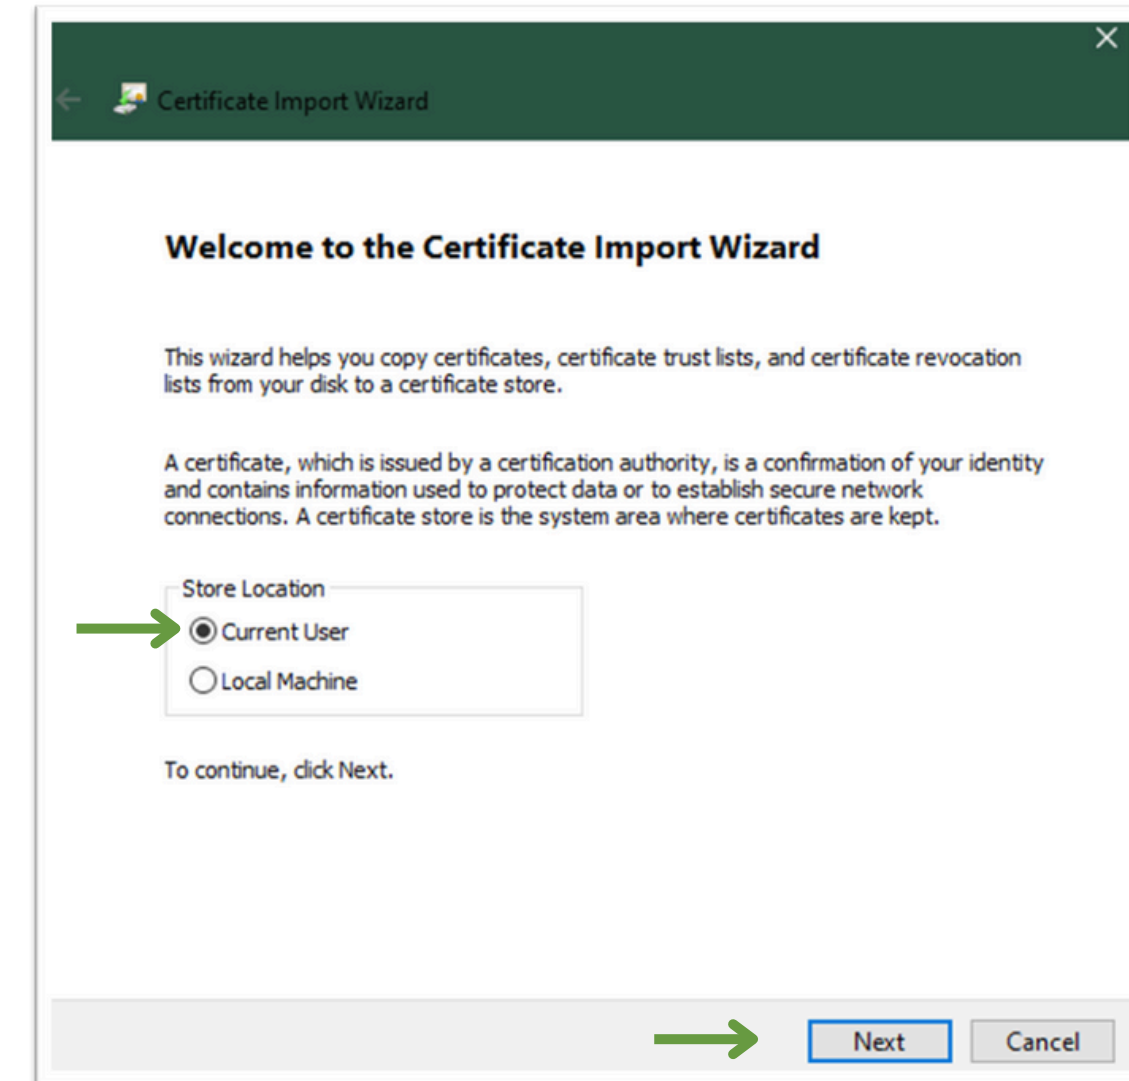 Certificate Import Wizard
Welcome to the Certificate Import Wizard
This wizard helps you copy certificates, certificate trust lists, and certificate revocation
lists from your disk to a certificate store.
A certificate, which is issued by a certification authority, is a confirmation of your identity
and contains information used to protect data or to establish secure network
connections. A certificate store is the system area where certificates are kept.
Store Location
Current User
Local Machine
To continue, click Next.
Next Cancel